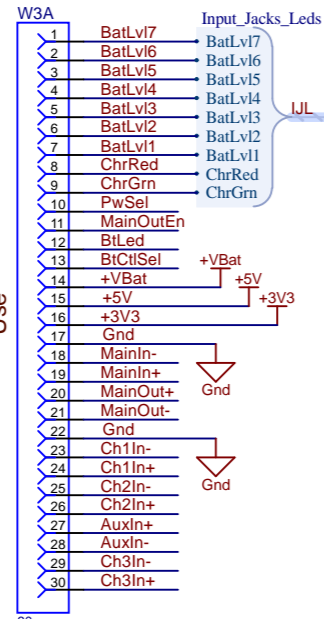 W3A
Input_Jacks_Leds
1 BatLvl7 BatLvl7
2 BatLvl6 BatLvl6
3 BatLvl5 BatLvl5
4 BatLvl4 BatLvl4
5 BatLvl3 BatLvl3 IJL
6 BatLvl2 BatLvl2
7 BatLvl1 BatLvl1
8 ChrRed ChrRed
9 ChrGrn ChrGrn
10 PwSel
11 MainOutEn
12 BtLed
13 BtCtlSel +VBat
14 +VBat +5V
15 +5V +3V3
16 +3V3
17 Gnd
18 MainIn-
19 MainIn+ Gnd
20 MainOut+
21 MainOut-
22 Gnd
23 Ch1In-
24 Ch1In+ Gnd
25 Ch2In-
26 Ch2In+
27 AuxIn+
28 AuxIn-
29 Ch3In-
30 Ch3In+